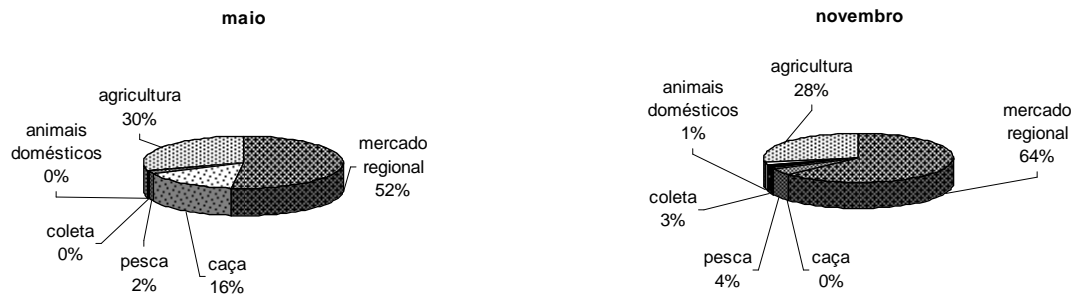 maio
agricultura
30%
animais
domésticos
0%
mercado
regional
52%
coleta
0%
pesca
2%
caça
16%
novembro
agricultura
28%
animais
domésticos
1%
mercado
regional
64%
coleta
3%
pesca
4%
caça
0%